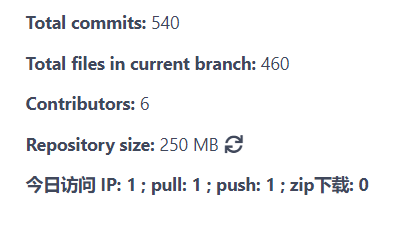 Total commits: 540
Total files in current branch: 460
Contributors: 6
Repository size: 250 MB
今日访问 IP: 1 ; pull: 1 ; push: 1 ; zip下载: 0